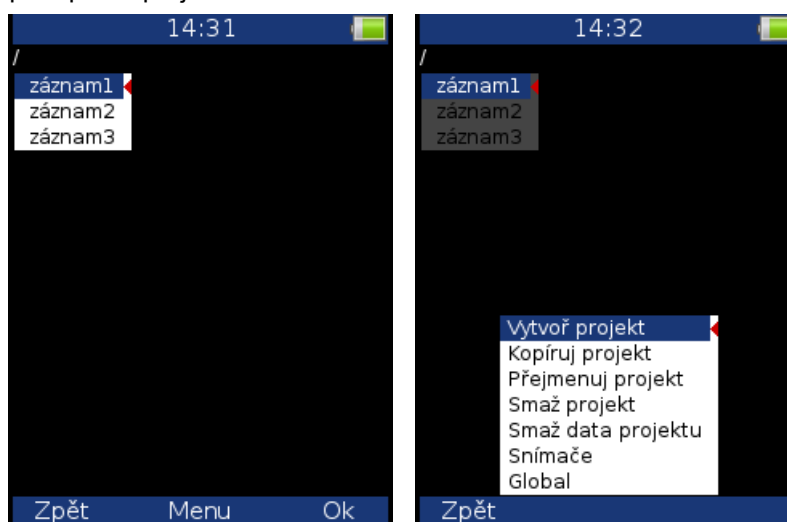 14:31
/
záznam1
záznam2
záznam3
Zpět Menu Ok
14:32
/
záznam1
záznam2
záznam3
Vytvoř projekt
Kopíruj projekt
Přejmenuj projekt
Smaž projekt
Smaž data projektu
Snímače
Global
Zpět